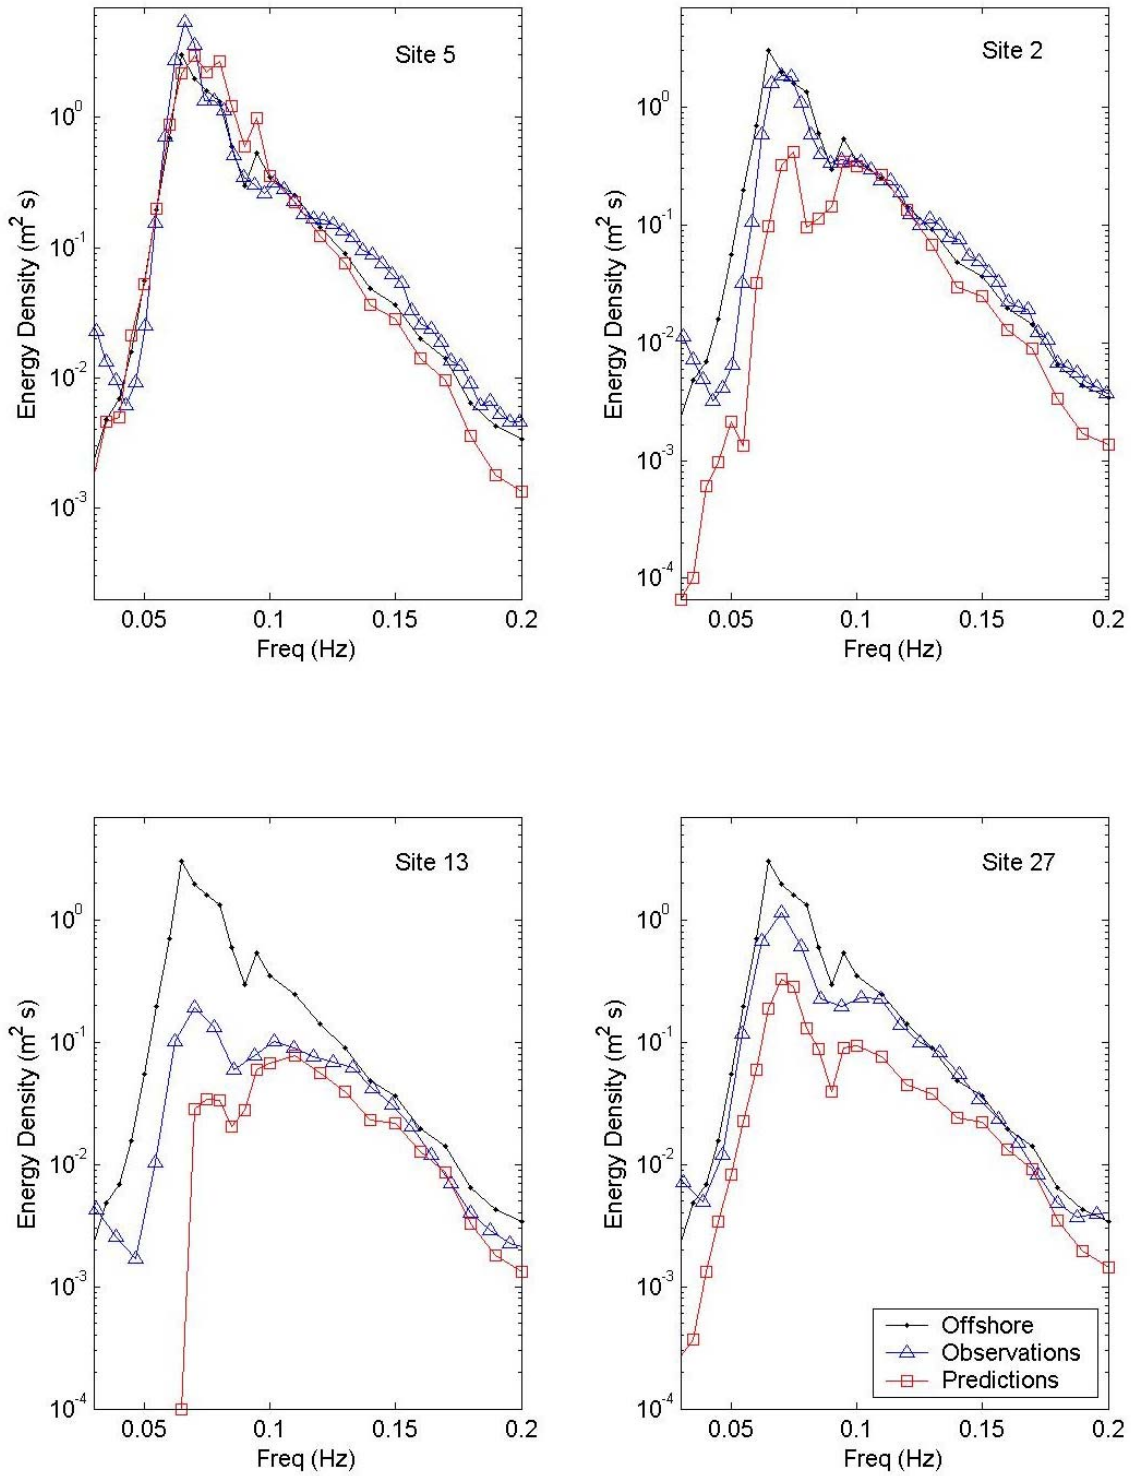 Site 5
10^0
10^-1
10^-2
10^-3
Energy Density (m^2 s)
0.05 0.1 0.15 0.2
Freq (Hz)
Site 2
10^0
10^-1
10^-2
10^-3
10^-4
Energy Density (m^2 s)
0.05 0.1 0.15 0.2
Freq (Hz)
Site 13
10^0
10^-1
10^-2
10^-3
10^-4
Energy Density (m^2 s)
0.05 0.1 0.15 0.2
Freq (Hz)
Site 27
10^0
10^-1
10^-2
10^-3
10^-4
Energy Density (m^2 s)
Offshore
Observations
Predictions
0.05 0.1 0.15 0.2
Freq (Hz)